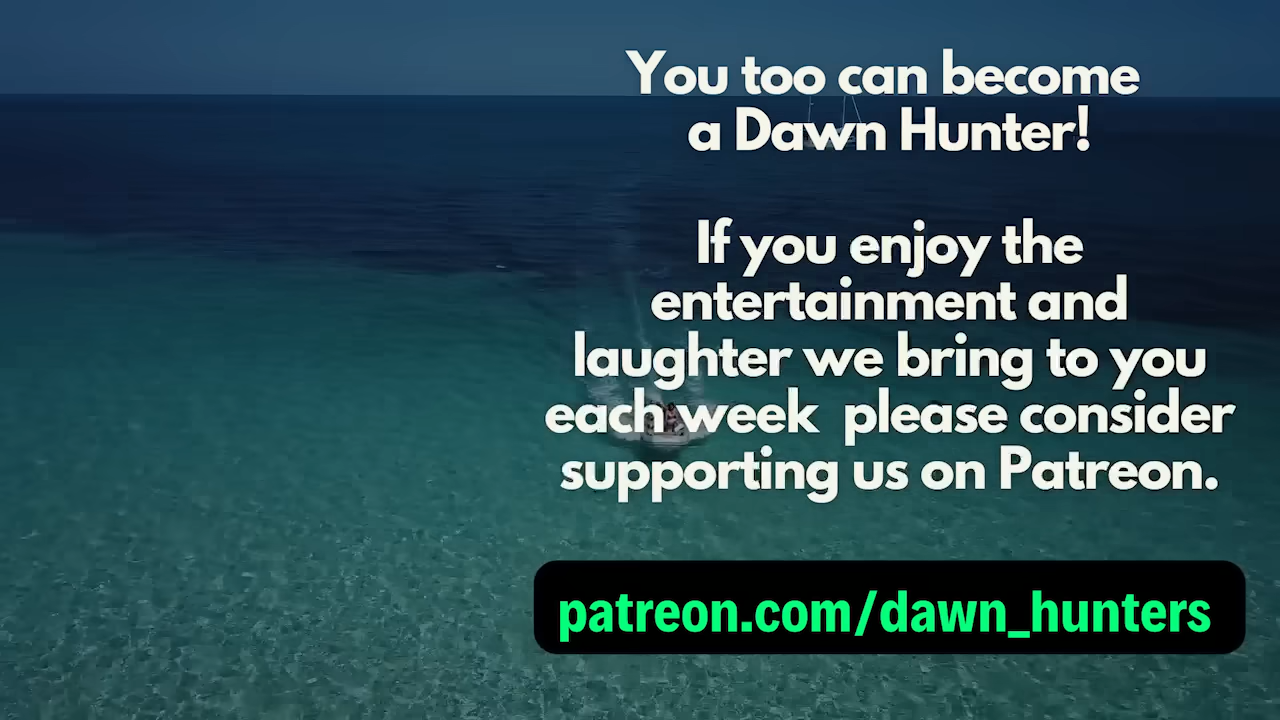 You too can become
a Dawn Hunter!
If you enjoy the
entertainment and
laughter we bring to you
each week  please consider
supporting us on Patreon.
patreon.com/dawn_hunters